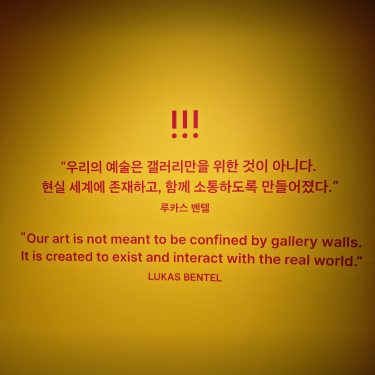 !!!
“우리의 예술은 갤러리만을 위한 것이 아니다.
현실 세계에 존재하고, 함께 소통하도록 만들어졌다.”
루카스 벤텔
“Our art is not meant to be confined by gallery walls.
It is created to exist and interact with the real world.”
LUKAS BENTEL